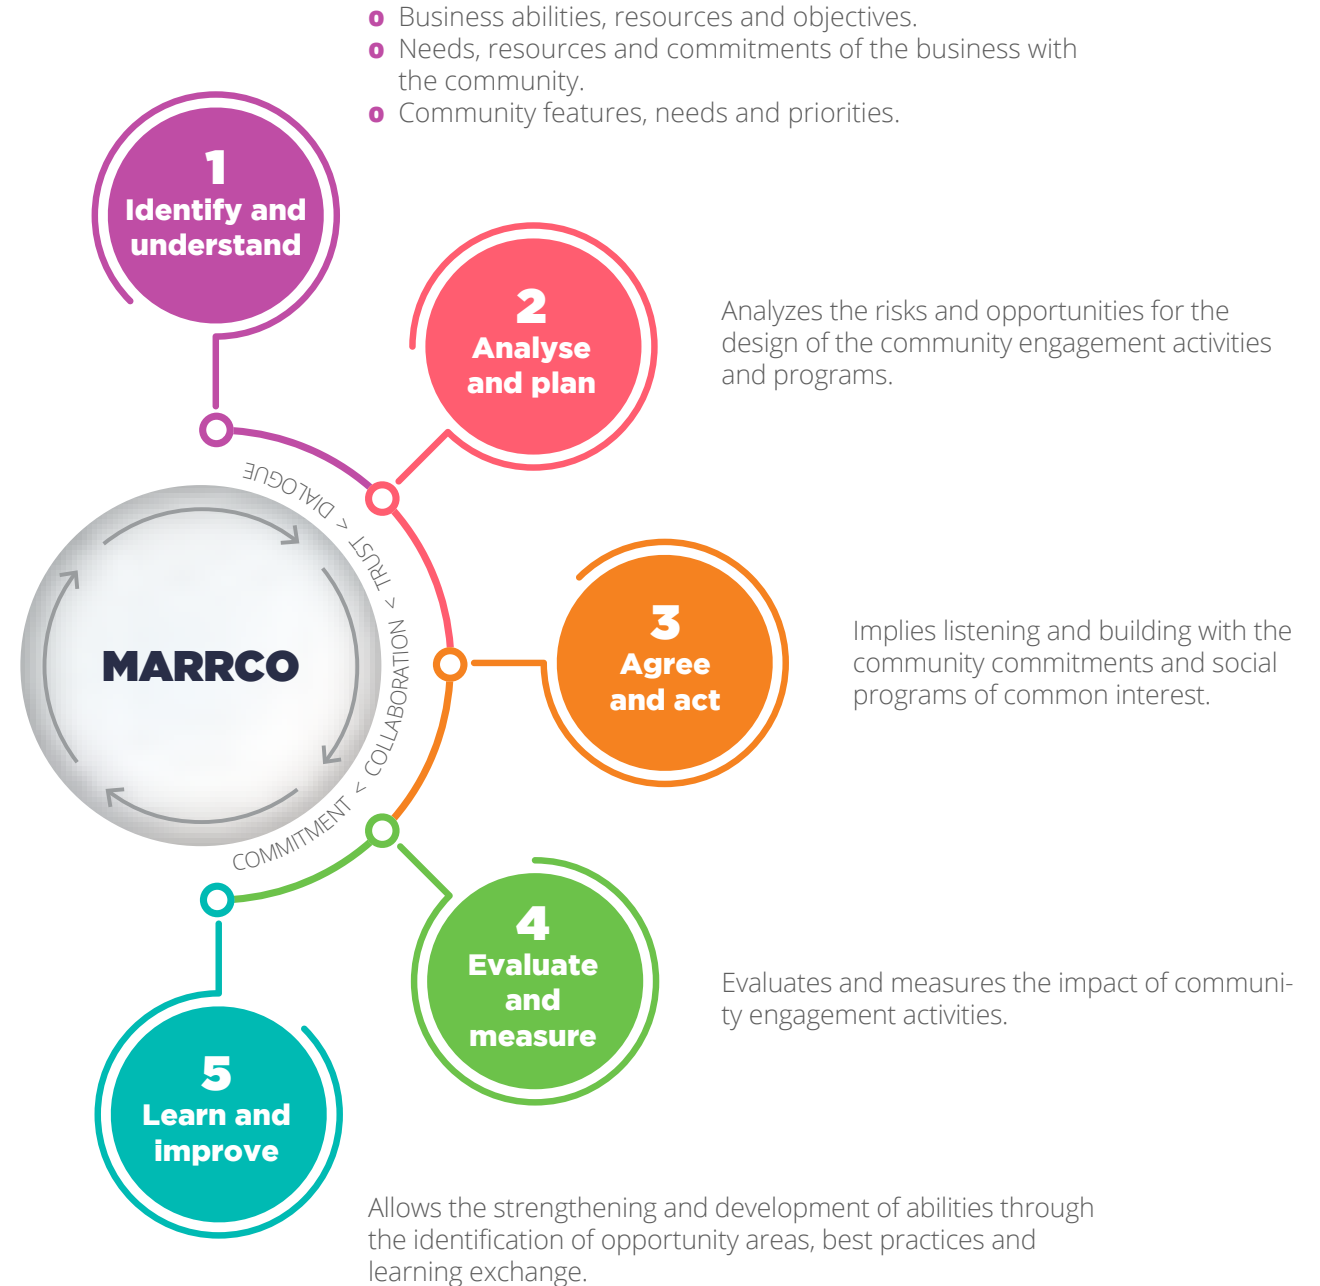 o Business abilities, resources and objectives.
o Needs, resources and commitments of the business with
the community.
o Community features, needs and priorities.
1
Identify and
understand
2
Analyse
and plan
Analyzes the risks and opportunities for the
design of the community engagement activities
and programs.
MARRCO
COMMITMENT < COLLABORATION < TRUST < DIALOGUE
3
Agree
and act
Implies listening and building with the
community commitments and social
programs of common interest.
4
Evaluate
and
measure
Evaluates and measures the impact of communi-
ty engagement activities.
5
Learn and
improve
Allows the strengthening and development of abilities through
the identification of opportunity areas, best practices and
learning exchange.